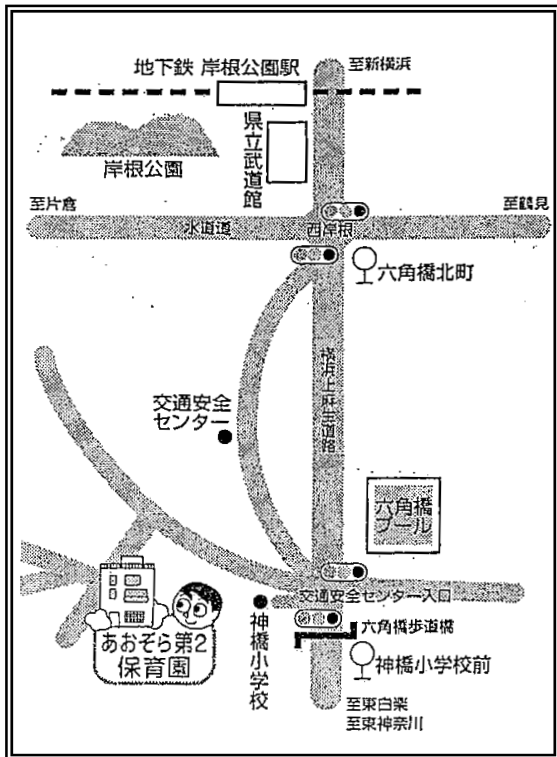 地下鉄 岸根公園駅
至新横浜
県立武道館
岸根公園
至片倉
至鶴見
水道道
西岸根
六角橋北町
横浜上麻生道路
交通安全
センター
六角橋
プール
交通安全センター入口
六角橋歩道橋
神橋小学校
あおぞら第2
保育園
神橋小学校前
至東白楽
至東神奈川